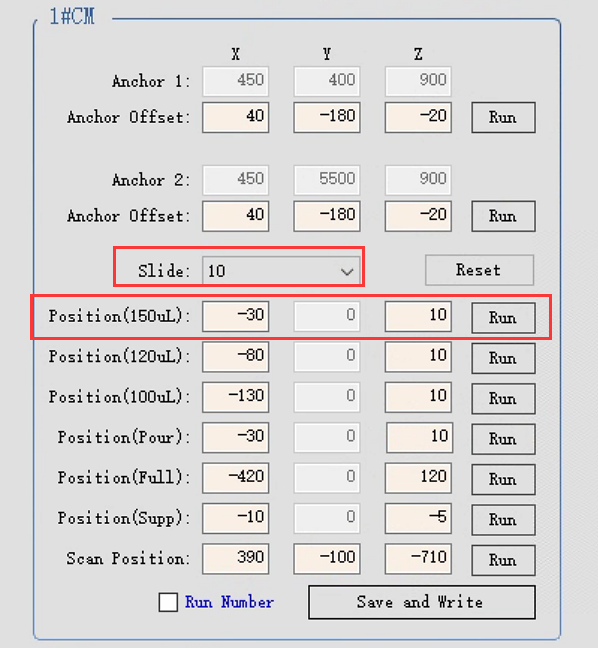 1#CM
X Y Z
Anchor 1: 450 400 900
Anchor Offset: 40 -180 -20 Run
Anchor 2: 450 5500 900
Anchor Offset: 40 -180 -20 Run
Slide: 10 Reset
Position(150uL): -30 0 10 Run
Position(120uL): -80 0 10 Run
Position(100uL): -130 0 10 Run
Position(Pour): -30 0 10 Run
Position(Full): -420 0 120 Run
Position(Supp): -10 0 -5 Run
Scan Position: 390 -100 -710 Run
Run Number Save and Write